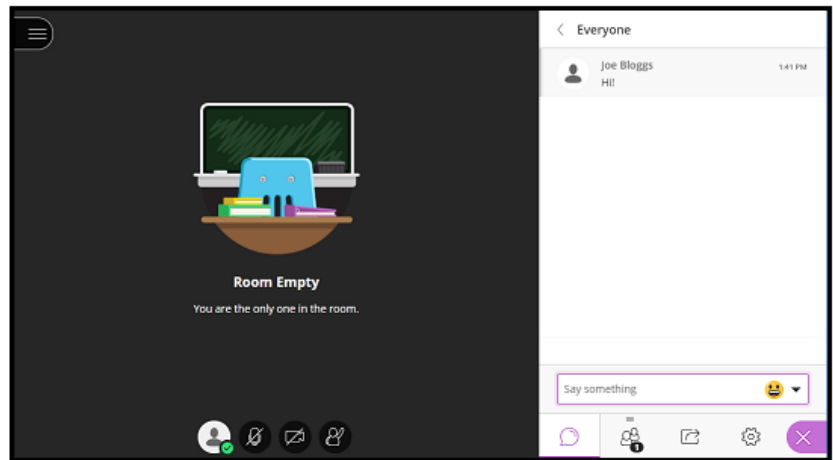 Room Empty
You are the only one in the room.
Everyone
Joe Bloggs 1:41 PM
Hi!
Say something
1